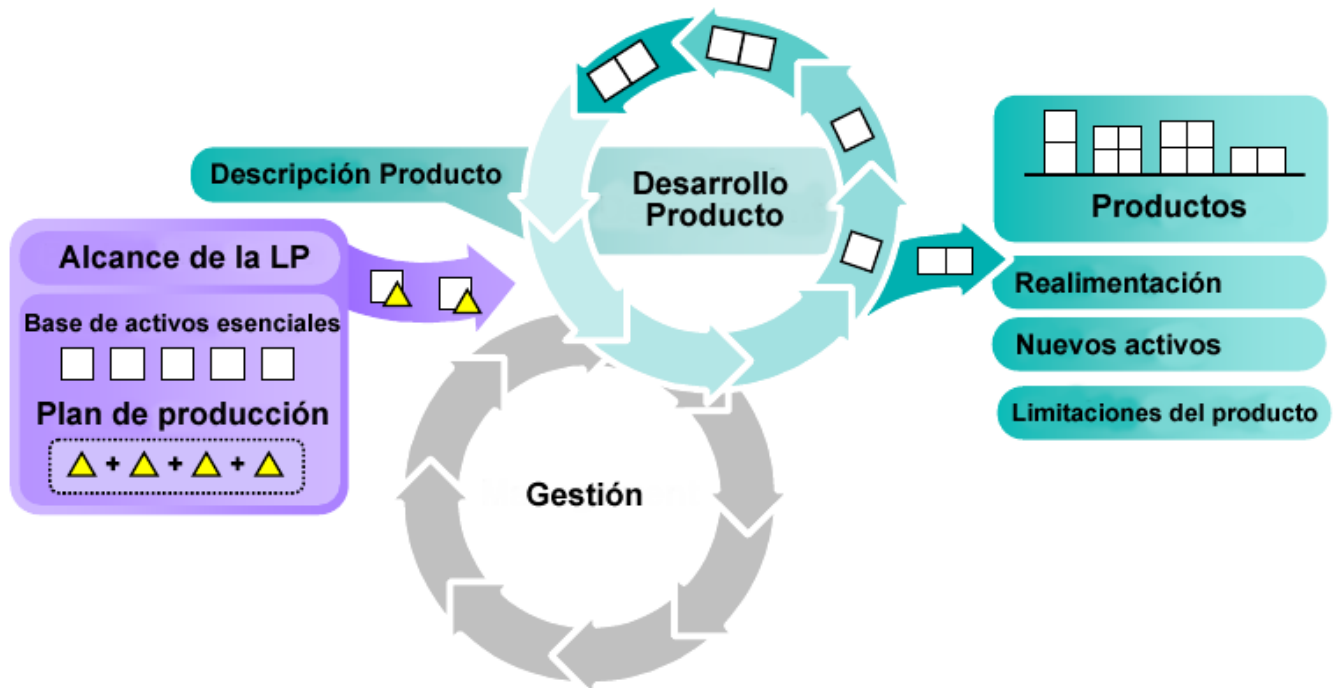 Descripción Producto
Desarrollo
Producto
Productos
Alcance de la LP
Base de activos esenciales
Plan de producción
+ + +
Realimentación
Nuevos activos
Limitaciones del producto
Gestión